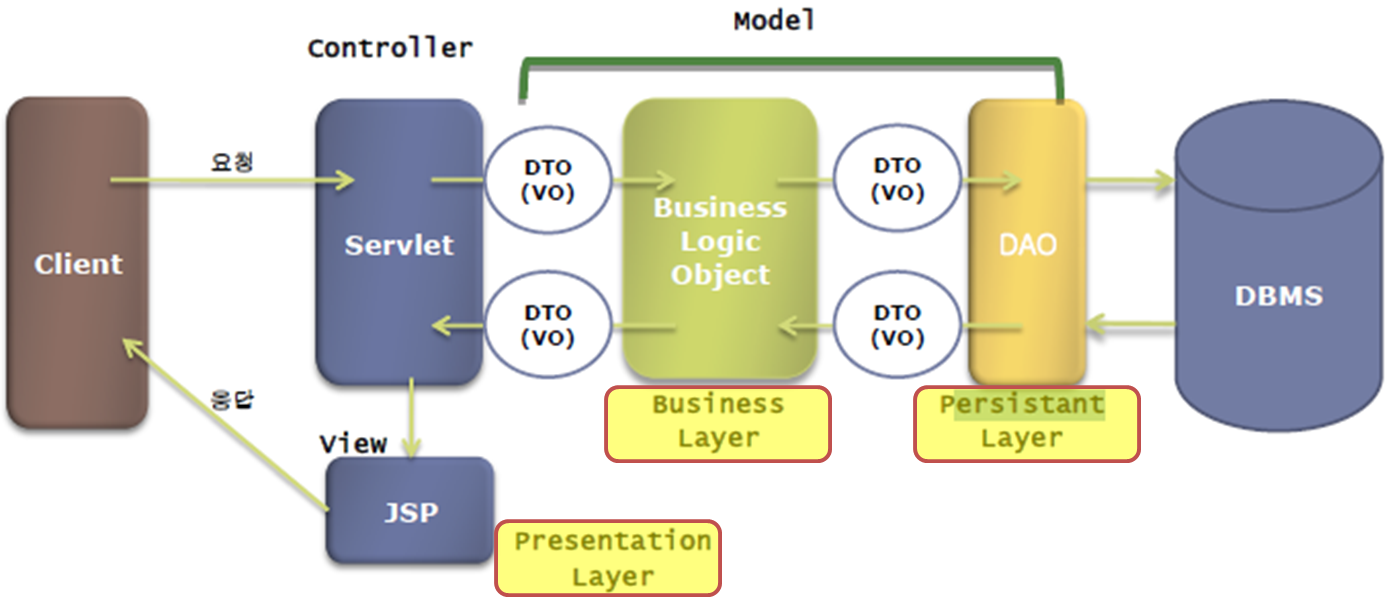 Model
Controller
요청
DTO
(VO)
DTO
(VO)
Business
Logic
Object
Servlet
DAO
Client
DBMS
DTO
(VO)
DTO
(VO)
응답
Business
Layer
Persistant
Layer
View
JSP
Presentation
Layer